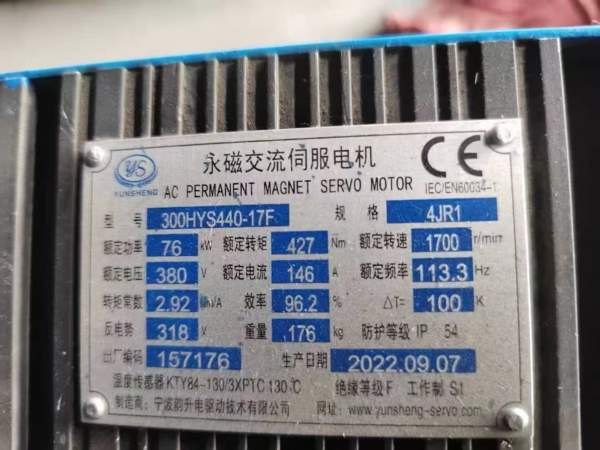 YS
YUNSHENG
永磁交流伺服电机
AC PERMANENT MAGNET SERVO MOTOR
CE
IEC/EN60034-1
型号 300HYS440-17F 规格 4JR1
额定功率 76 kW 额定转矩 427 Nm 额定转速 1700 r/min
额定电压 380 V 额定电流 146 A 额定频率 113.3 Hz
转矩常数 2.92 Nm/A 效率 96.2 % △T= 100 K
反电势 318 V 重量 176 kg 防护等级 IP 54
出厂编码 157176 生产日期 2022.09.07
温度传感器 KTY84-130/3XPTC 130℃ 绝缘等级F 工作制 S1
制造商：宁波韵升电驱动技术有限公司 网址：www.yunsheng-servo.com